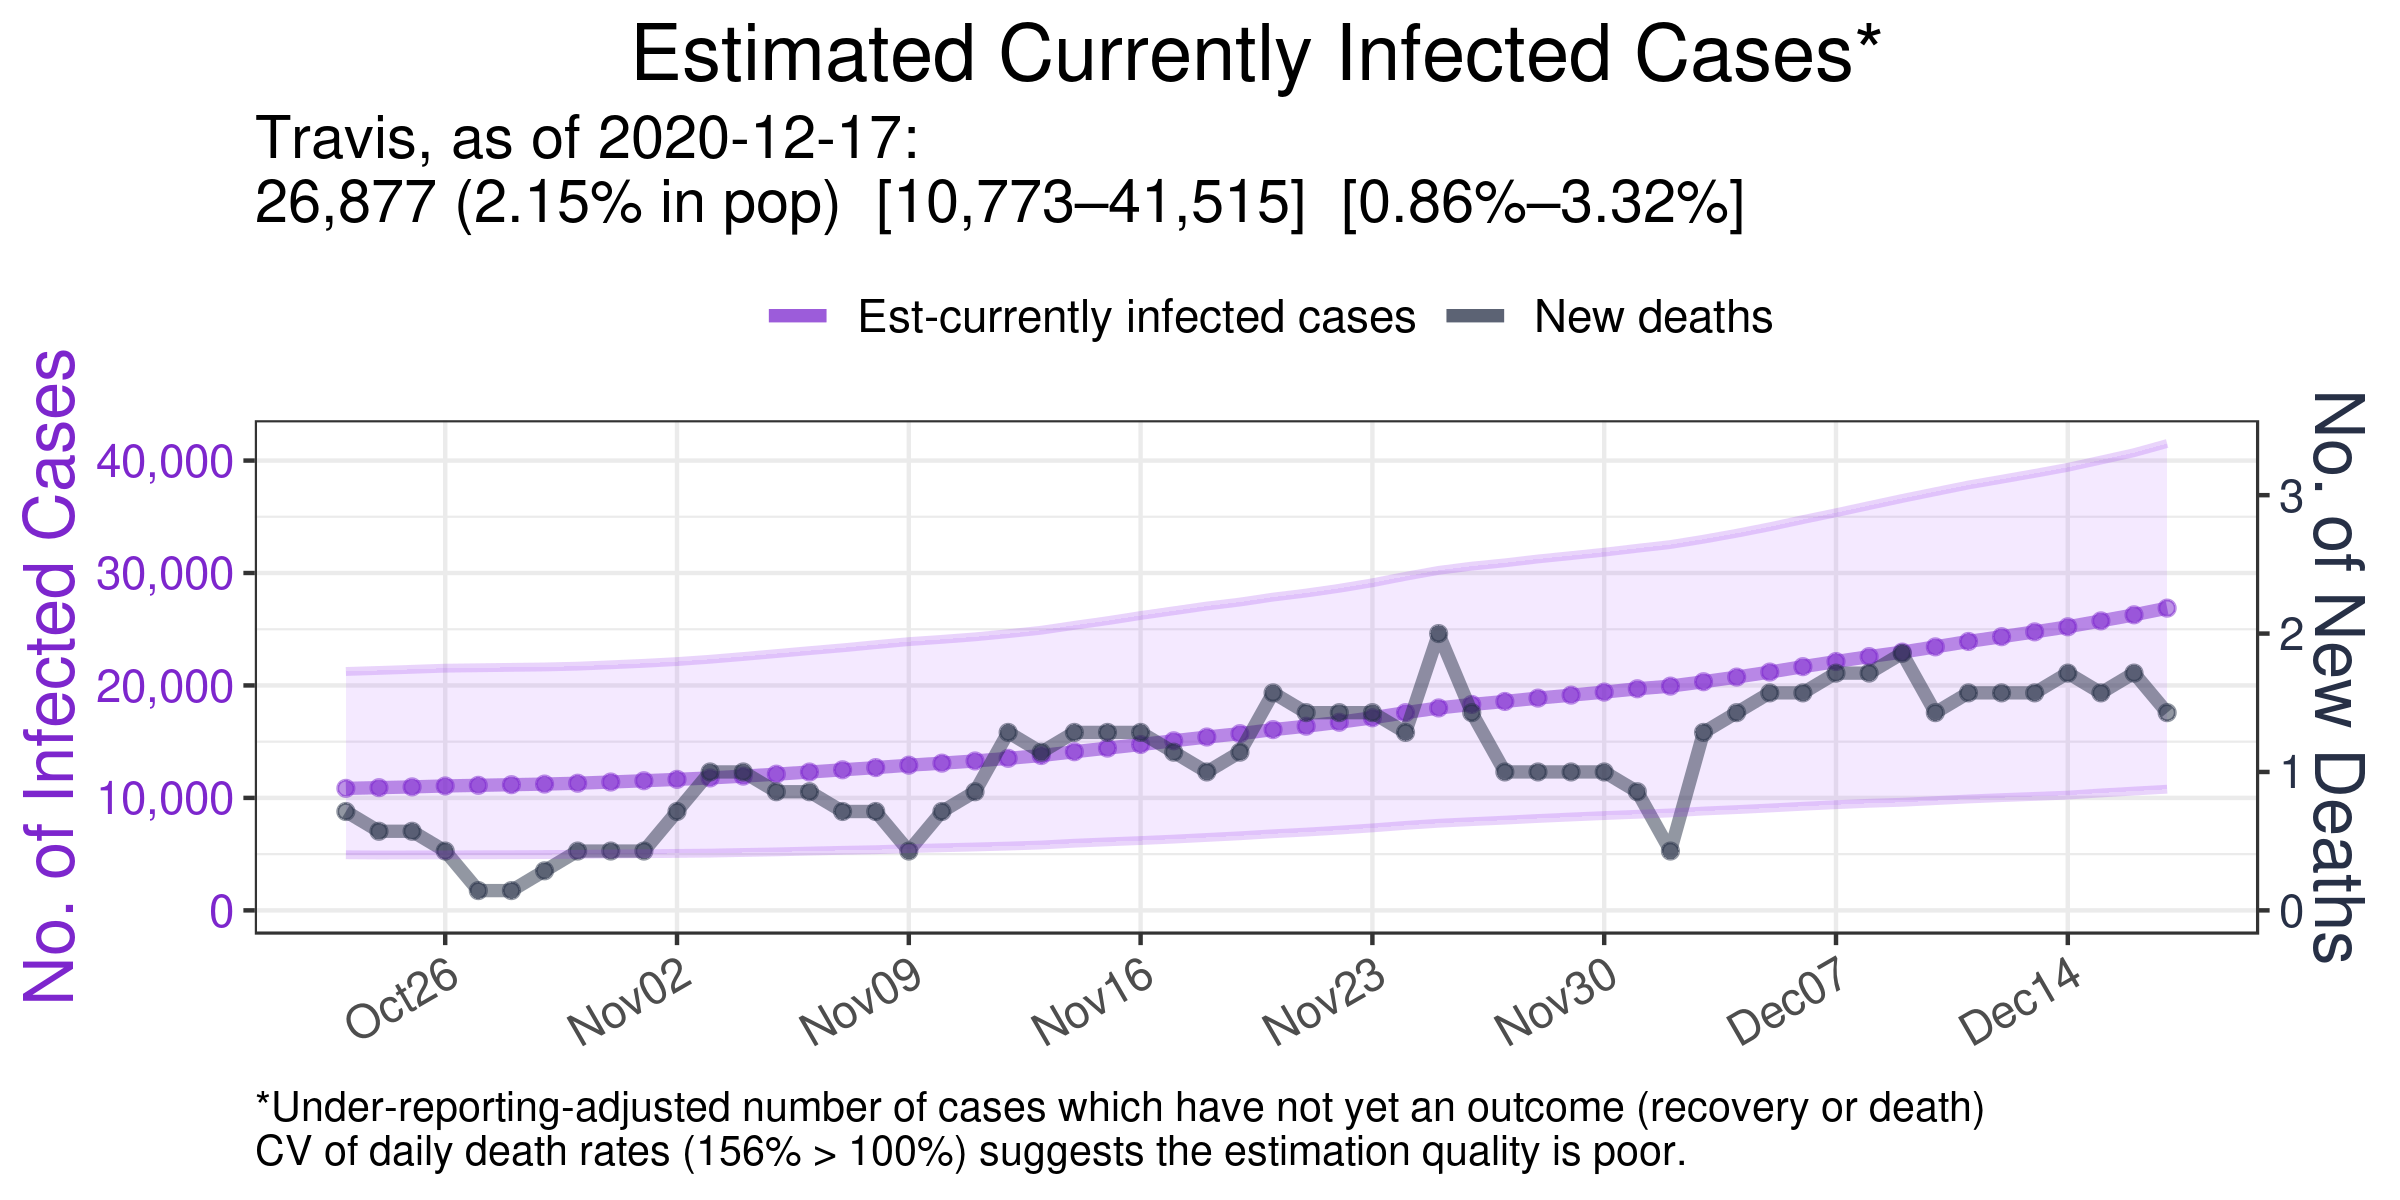 Estimated Currently Infected Cases*
Travis, as of 2020-12-17:
26,877 (2.15% in pop) [10,773–41,515] [0.86%–3.32%]
Est-currently infected cases New deaths
No. of Infected Cases
40,000
30,000
20,000
10,000
0
3
2
1
0
No. of New Deaths
Oct26 Nov02 Nov09 Nov16 Nov23 Nov30 Dec07 Dec14
*Under-reporting-adjusted number of cases which have not yet an outcome (recovery or death)
CV of daily death rates (156% > 100%) suggests the estimation quality is poor.